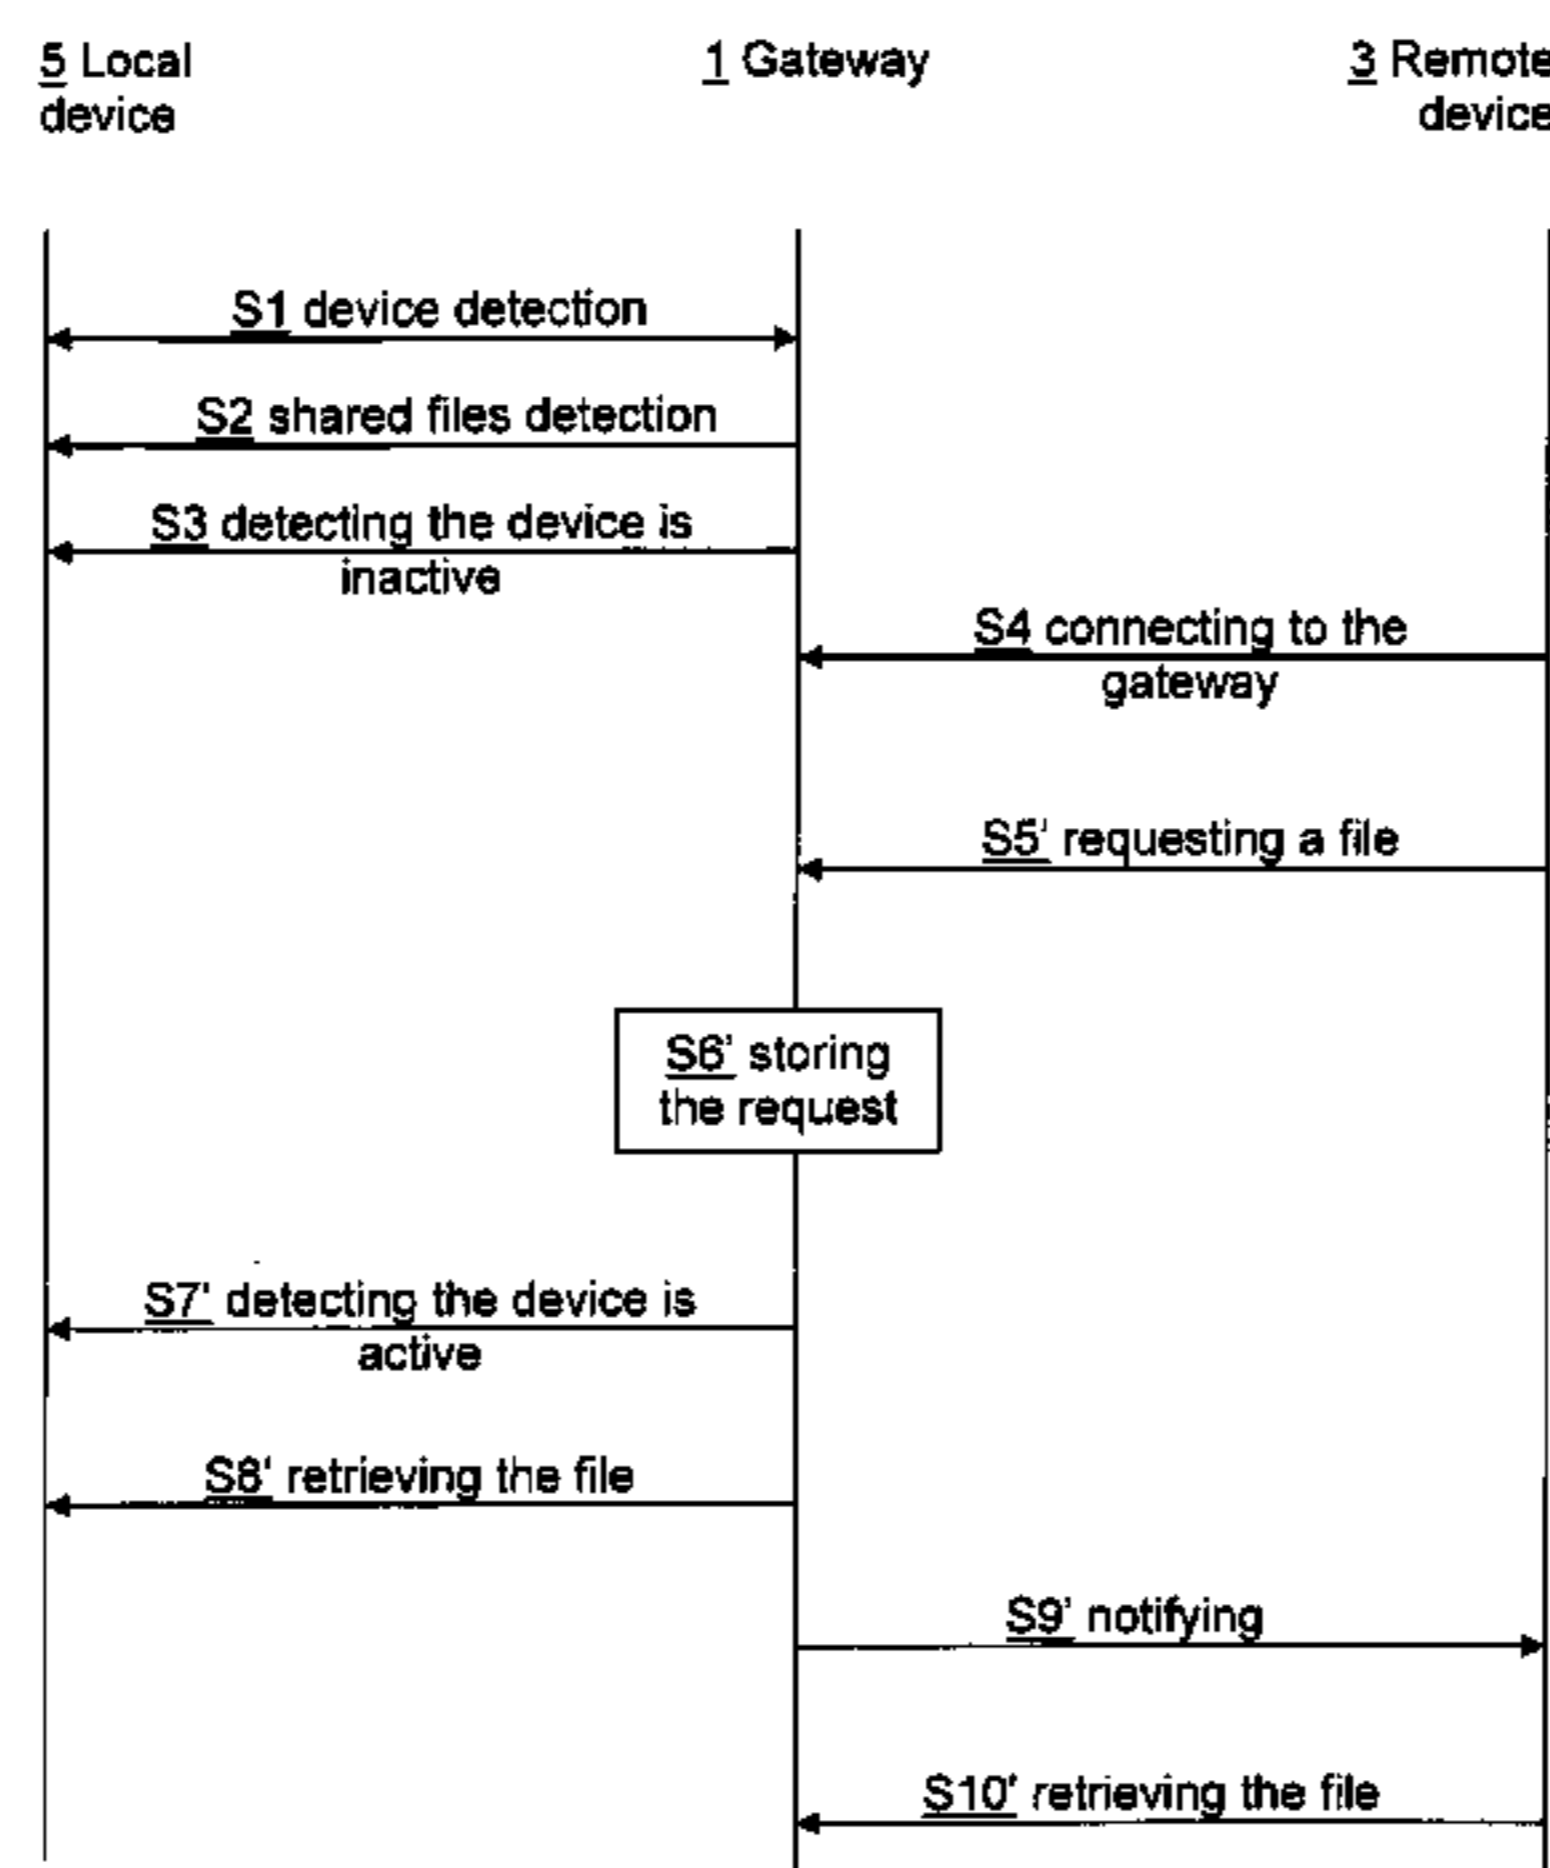 5 Local
device
1 Gateway
3 Remote
device
S1 device detection
S2 shared files detection
S3 detecting the device is
inactive
S4 connecting to the
gateway
S5' requesting a file
S6' storing
the request
S7' detecting the device is
active
S8' retrieving the file
S9' notifying
S10' retrieving the file